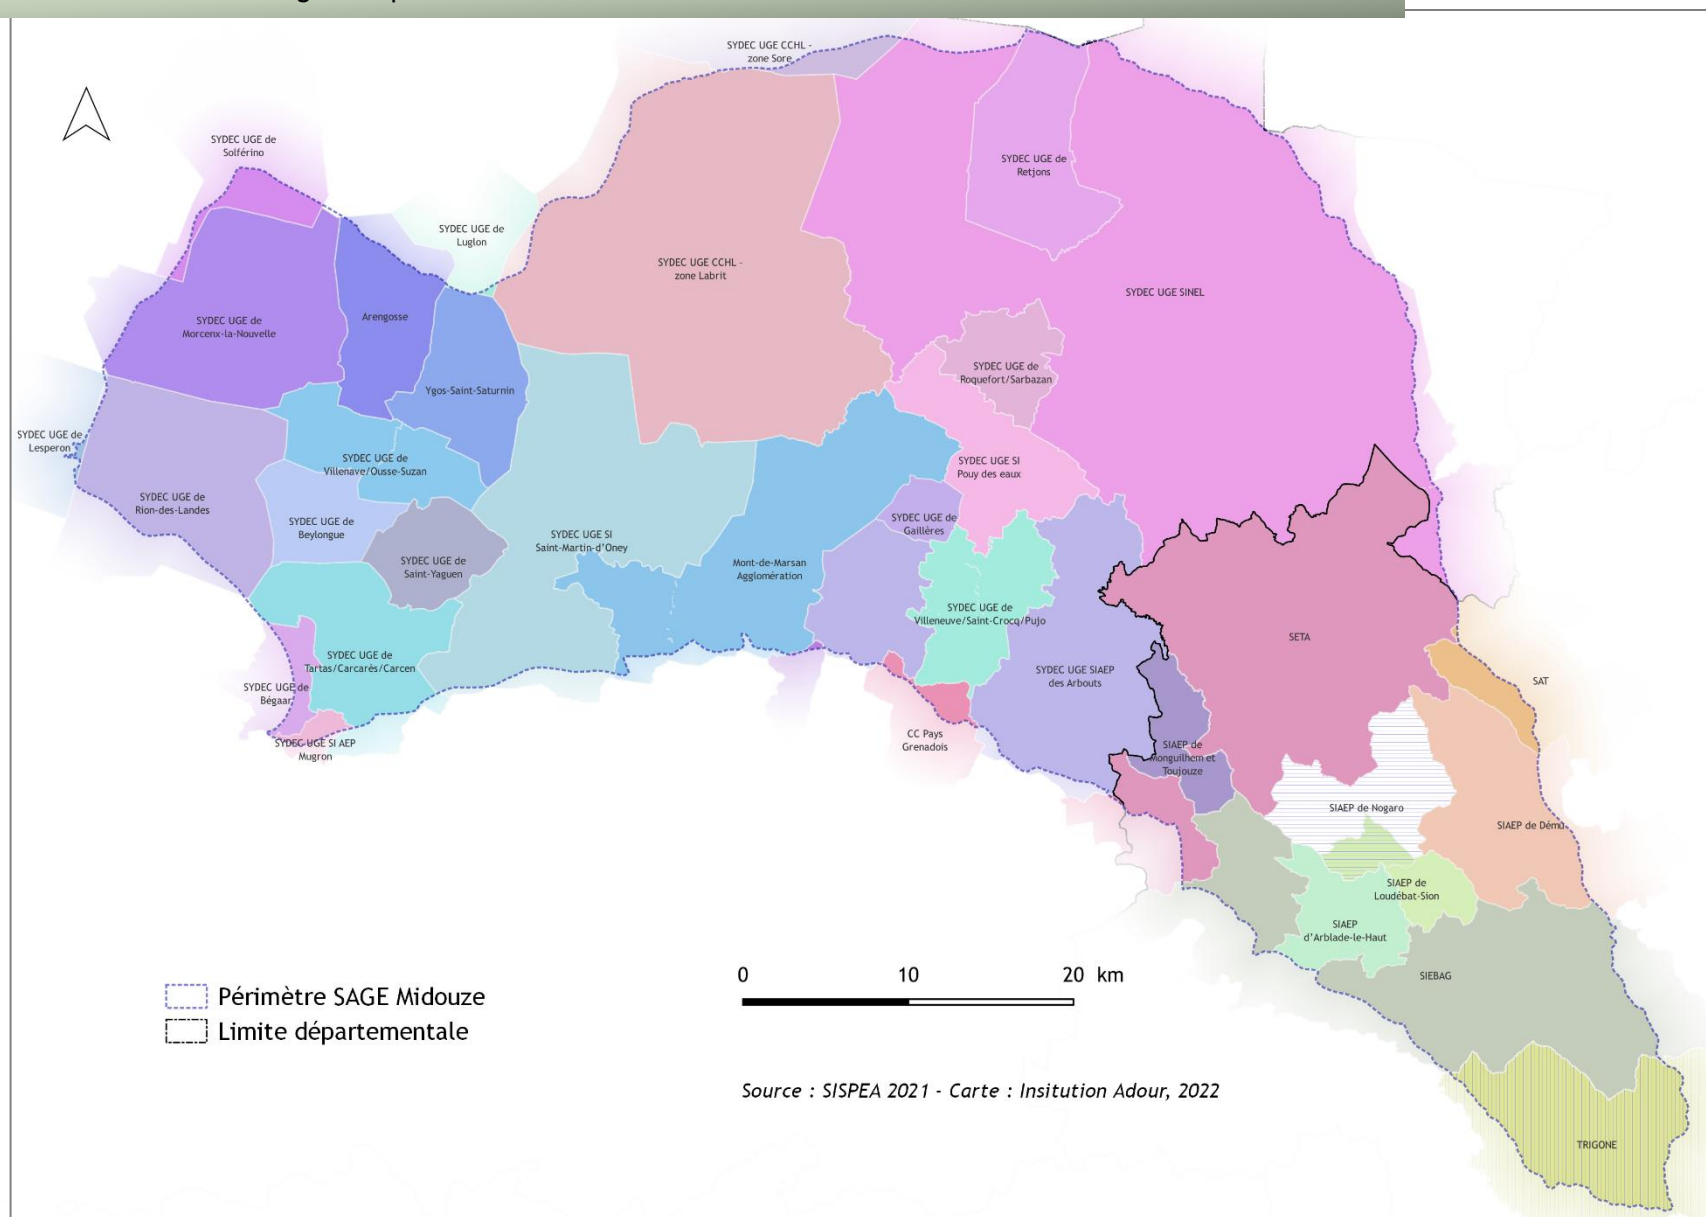 SYDEC UGE CCHL -
zone Sore
SYDEC UGE de
Solférino
SYDEC UGE de
Retjons
SYDEC UGE de
Luglon
SYDEC UGE CCHL -
zone Labrit
SYDEC UGE SINEL
SYDEC UGE de
Morcenx-la-Nouvelle
Arengosse
SYDEC UGE de
Roquefort/Sarbazan
Ygos-Saint-Saturnin
SYDEC UGE de
Lesperon
SYDEC UGE de
Villenave/Ousse-Suzan
SYDEC UGE SI
Pouy des eaux
SYDEC UGE de
Rion-des-Landes
SYDEC UGE de
Beylongue
SYDEC UGE de
Gaillères
SYDEC UGE SI
Saint-Martin-d'Oney
SYDEC UGE de
Saint-Yaguen
Mont-de-Marsan
Agglomération
SYDEC UGE de
Villeneuve/Saint-Crocq/Pujo
SETA
SYDEC UGE de
Tartas/Carcarès/Carcen
SYDEC UGE SIAEP
des Arbouts
SAT
SYDEC UGE de
Bégaar
CC Pays
Grenadois
SYDEC UGE SI AEP
Mugron
SIAEP de
Monguilhem et
Toujouze
SIAEP de Nogaro
SIAEP de Dému
SIAEP de
Loudébat-Sion
SIAEP
d'Arblade-le-Haut
SIEBAG
0 10 20 km
Périmètre SAGE Midouze
Limite départementale
Source : SISPEA 2021 - Carte : Insitution Adour, 2022
TRIGONE